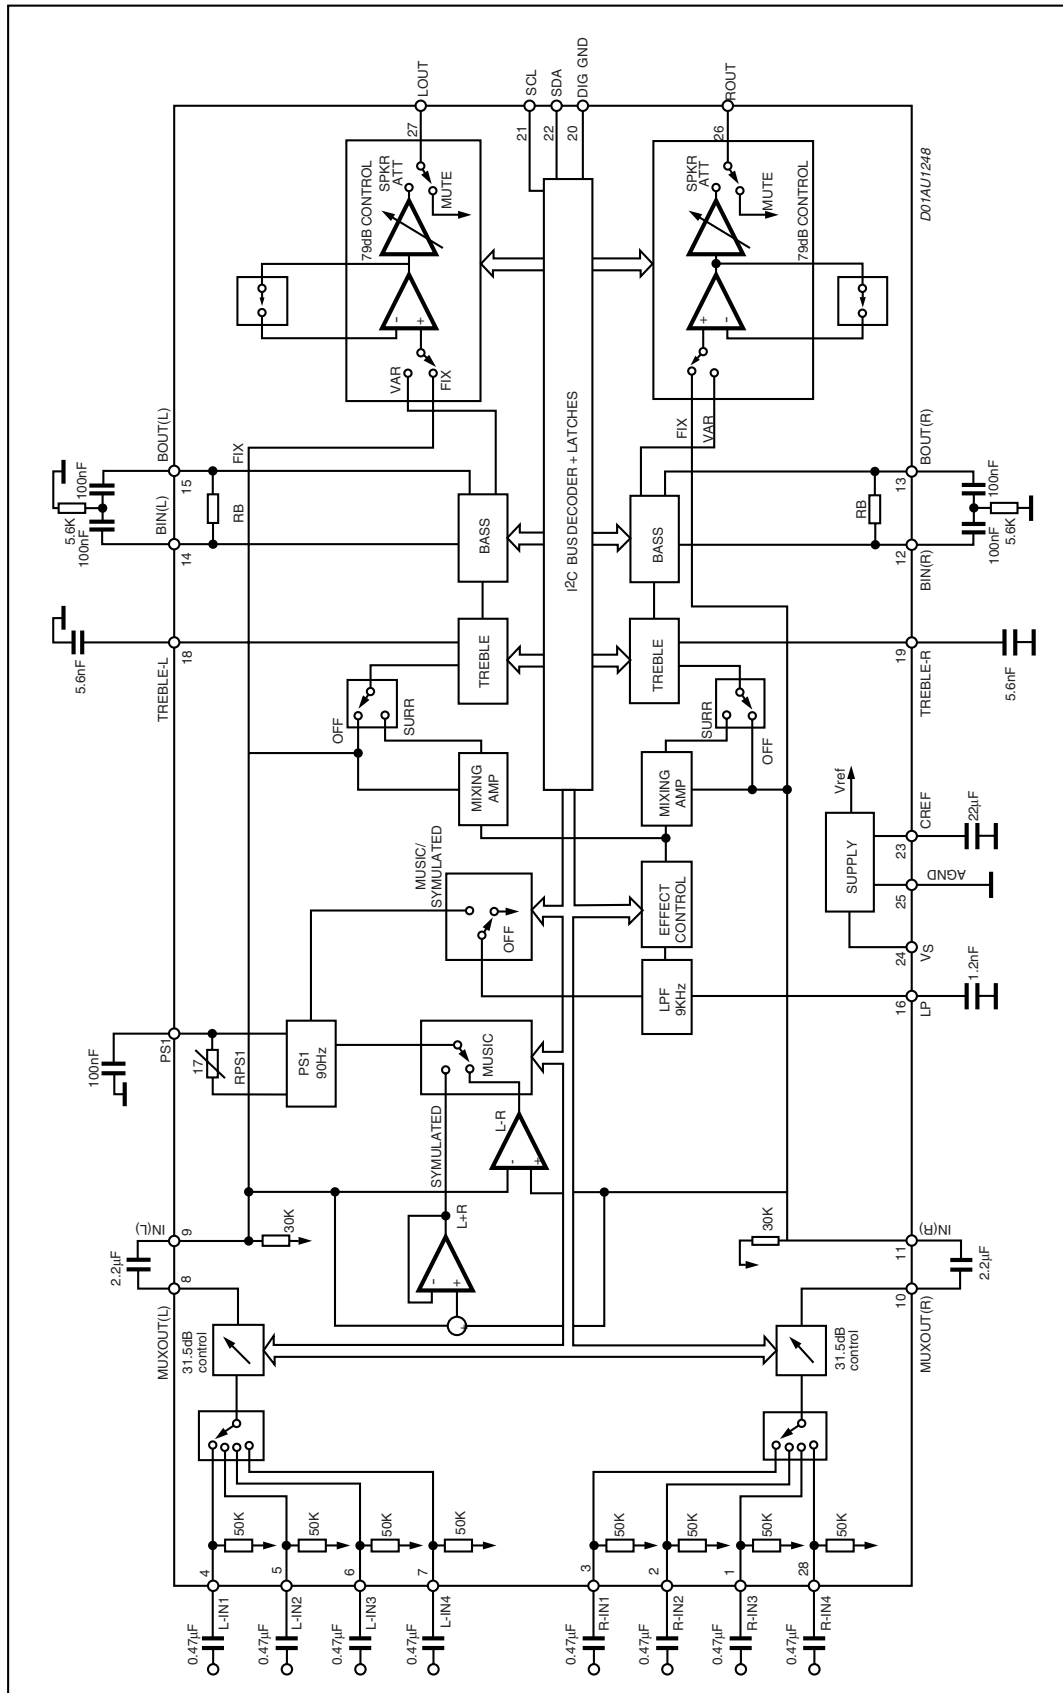 0.47µF
L-IN1
4
50K
0.47µF
L-IN2
5
50K
0.47µF
L-IN3
6
50K
0.47µF
L-IN4
7
50K
0.47µF
R-IN1
3
50K
0.47µF
R-IN2
2
50K
0.47µF
R-IN3
1
50K
0.47µF
R-IN4
28
50K
31.5dB
control
MUXOUT(L)
8
2.2µF
9
IN(L)
30K
31.5dB
control
MUXOUT(R)
10
2.2µF
11
IN(R)
30K
+
-
+
L+R
SYMULATED
-
+
L-R
MUSIC
100nF
PS1
17
RPS1
PS1
90Hz
MUSIC/
SYMULATED
OFF
LPF
9KHz
EFFECT
CONTROL
16
LP
1.2nF
24
VS
25
AGND
23
CREF
22µF
SUPPLY
Vref
MIXING
AMP
OFF
SURR
MIXING
AMP
SURR
OFF
TREBLE-L
18
5.6nF
TREBLE
TREBLE
19
TREBLE-R
5.6nF
14
BIN(L)
100nF
5.6K
100nF
15
BOUT(L)
RB
BASS
BASS
RB
12
BIN(R)
100nF
5.6K
13
BOUT(R)
100nF
I2C BUS DECODER + LATCHES
FIX
VAR
FIX
-
+
79dB CONTROL
SPKR
ATT
MUTE
27
LOUT
21
SCL
22
SDA
20
DIG GND
FIX
VAR
+
-
79dB CONTROL
SPKR
ATT
MUTE
26
ROUT
D01AU1248